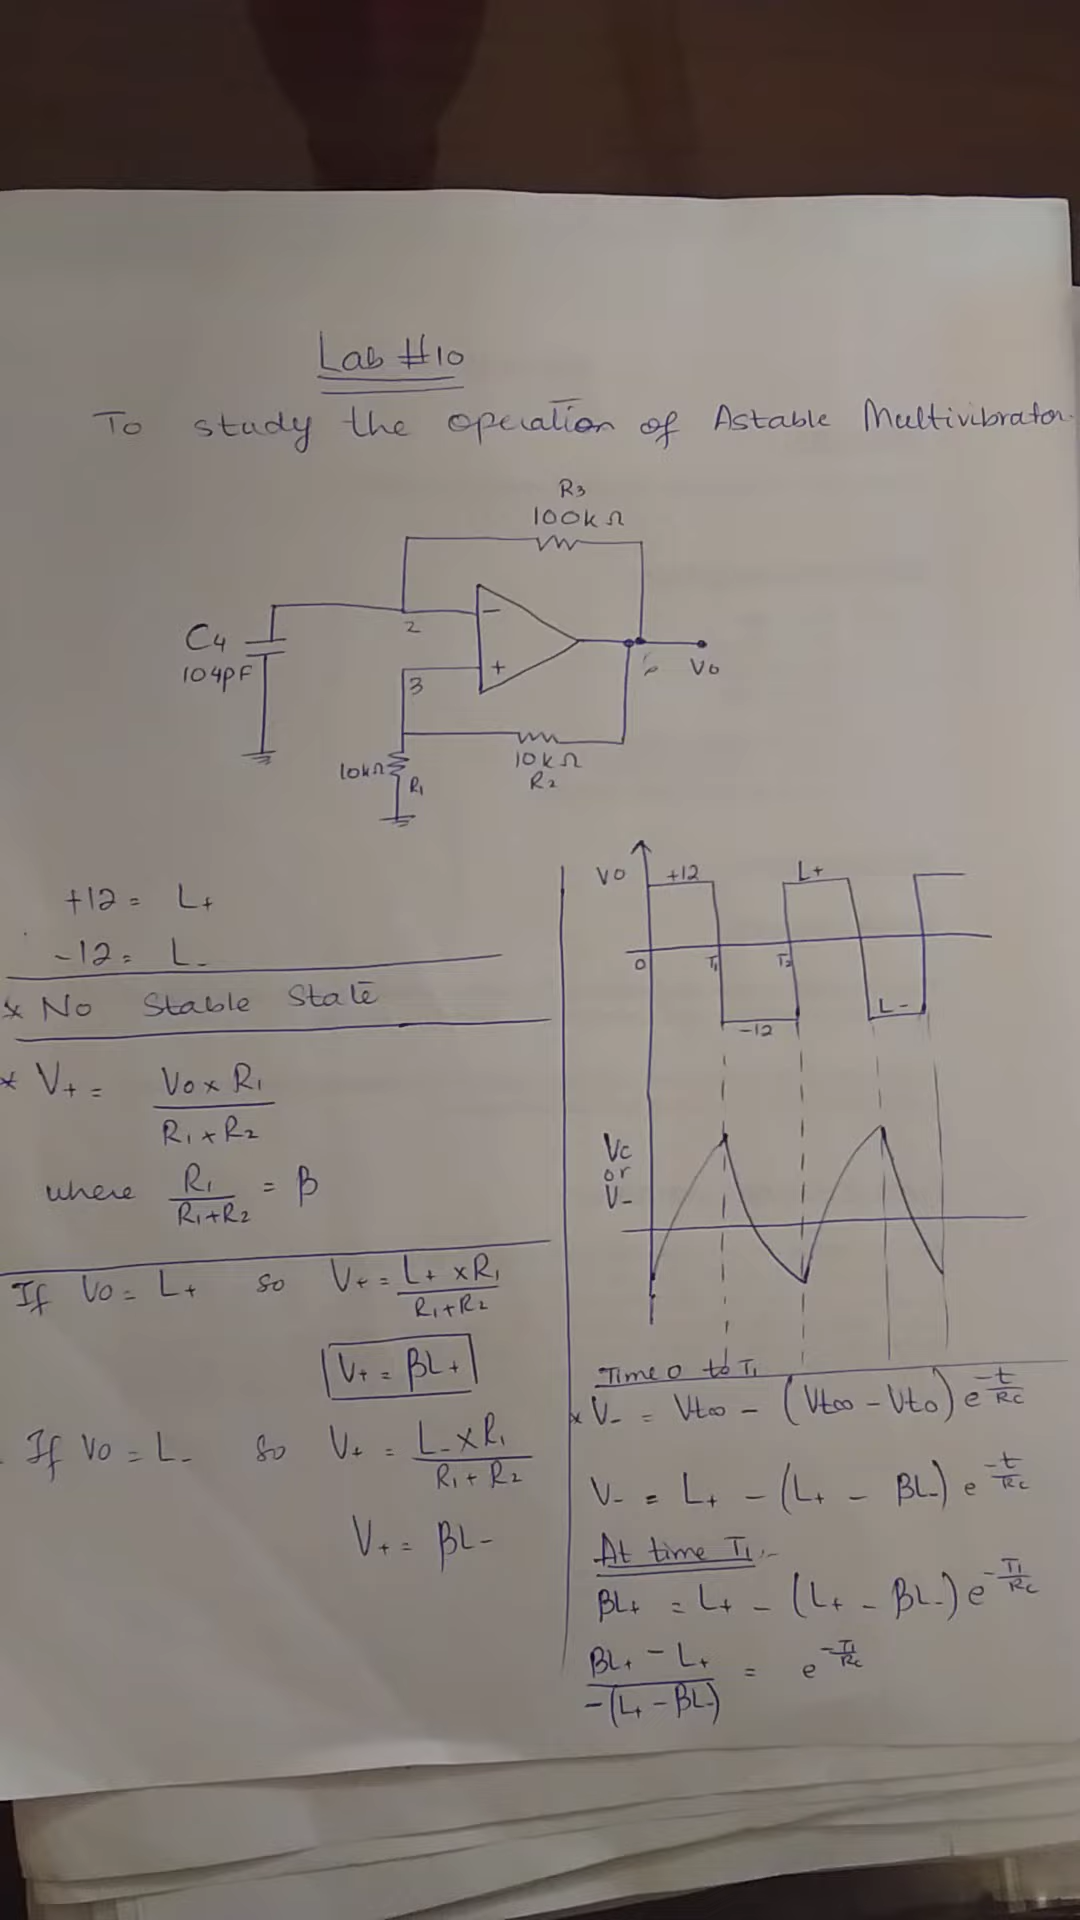 Lab #10
To study the operation of Astable Multivibrator.
R3
100kΩ
C4
104pF
2
-
+
3
6
Vo
10kΩ
R1
10kΩ
R2
+12 = L+
-12 = L-
* No Stable State
* V+ = Vo x R1 / R1 + R2
where R1 / R1+R2 = β
If Vo = L+ so V+ = L+ x R1 / R1+R2
V+ = βL+
. If Vo = L- so V+ = L- x R1 / R1 + R2
V+ = βL-
Vo
+12
L+
0
T1
T2
-12
L-
Vc
or
V-
Time 0 to T1
* V- = Vt∞ - (Vt∞ - Vto) e^-t/RC
V- = L+ - (L+ - βL-) e^-t/RC
At time T1:-
βL+ = L+ - (L+ - βL-) e^-T1/RC
βL+ - L+ / -(L+ - βL-) = e^-T1/RC